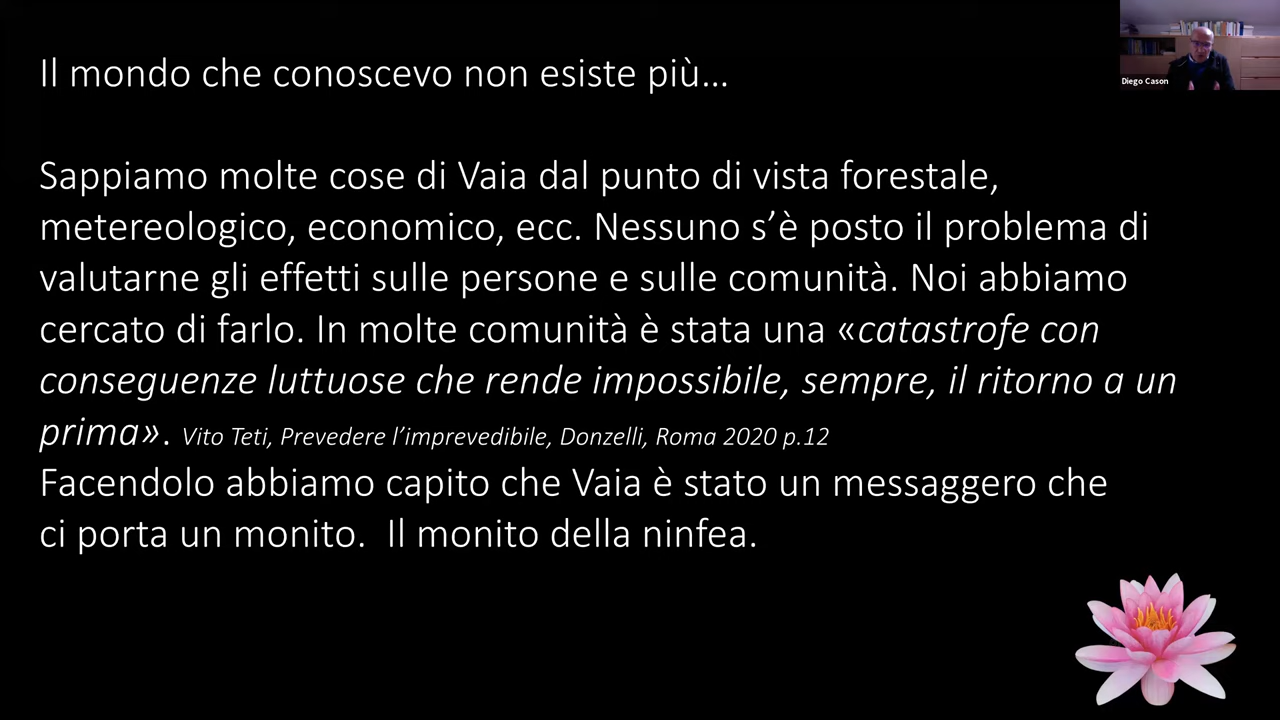 Il mondo che conoscevo non esiste più...
Diego Cason
Sappiamo molte cose di Vaia dal punto di vista forestale,
metereologico, economico, ecc. Nessuno s’è posto il problema di
valutarne gli effetti sulle persone e sulle comunità. Noi abbiamo
cercato di farlo. In molte comunità è stata una «catastrofe con
conseguenze luttuose che rende impossibile, sempre, il ritorno a un
prima». Vito Teti, Prevedere l’imprevedibile, Donzelli, Roma 2020 p.12
Facendolo abbiamo capito che Vaia è stato un messaggero che
ci porta un monito.  Il monito della ninfea.